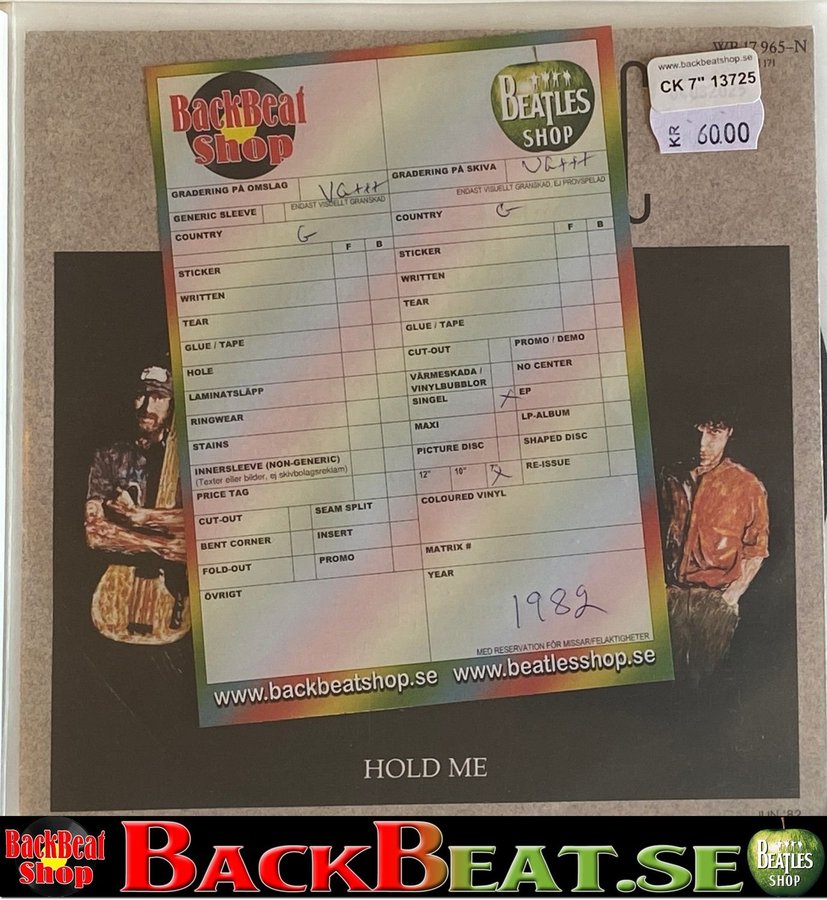 WB 17 965-N
www.backbeatshop.se
CK 7" 13725
KR 60.00
BackBeat
Shop
BEATLES
SHOP
GRADERING PÅ OMSLAG VG+++
ENDAST VISUELLT GRANSKAD
GENERIC SLEEVE
COUNTRY G
F B
STICKER
WRITTEN
TEAR
GLUE / TAPE
HOLE
LAMINATSLÄPP
RINGWEAR
STAINS
INNERSLEEVE (NON-GENERIC)
(Texter eller bilder, ej skivbolagsreklam)
PRICE TAG
CUT-OUT SEAM SPLIT
BENT CORNER INSERT
FOLD-OUT PROMO
ÖVRIGT
GRADERING PÅ SKIVA VG+++
ENDAST VISUELLT GRANSKAD, EJ PROVSPELAD
COUNTRY G
F B
STICKER
WRITTEN
TEAR
GLUE / TAPE
CUT-OUT PROMO / DEMO
VÄRMESKADA /
VINYLBUBBLOR NO CENTER
SINGEL X EP
MAXI LP-ALBUM
PICTURE DISC SHAPED DISC
12" 10" 7" X RE-ISSUE
COLOURED VINYL
MATRIX #
YEAR
1982
MED RESERVATION FÖR MISSAR/FELAKTIGHETER
www.backbeatshop.se www.beatlesshop.se
HOLD ME
JUN '82
BackBeat
Shop
BACKBEAT.SE
BEATLES
SHOP